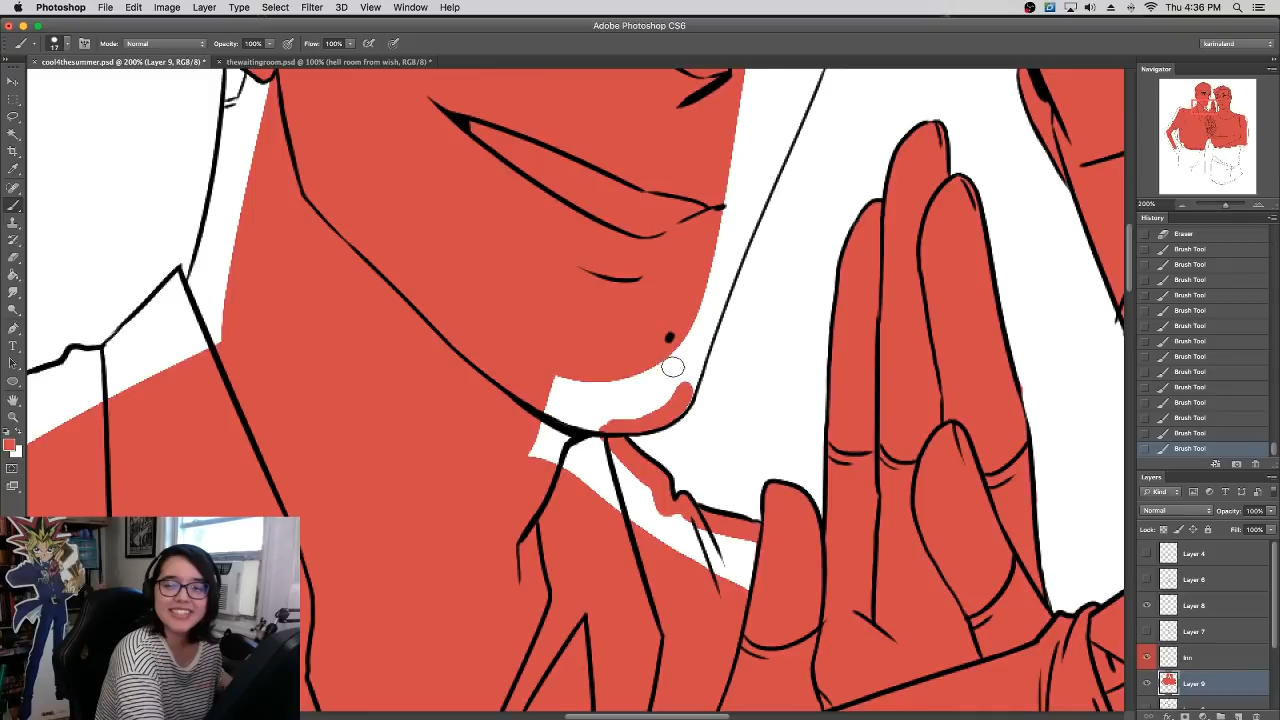 Photoshop File Edit Image Layer Type Select Filter 3D View Window Help Thu 4:36 PM
Adobe Photoshop CS6
17 Mode: Normal Opacity: 100% Flow: 100% karinaland
cool4thesummer.psd @ 200% (Layer 9, RGB/8) * thewaitingroom.psd @ 100% (hell room from wish, RGB/8) *
Navigator
200%
History
Eraser
Brush Tool
Brush Tool
Brush Tool
Brush Tool
Brush Tool
Brush Tool
Brush Tool
Brush Tool
Brush Tool
Brush Tool
Brush Tool
Brush Tool
Brush Tool
Brush Tool
Layers
Kind
Normal Opacity: 100%
Lock: Fill: 100%
Layer 4
Layer 6
Layer 8
Layer 7
Layer 9